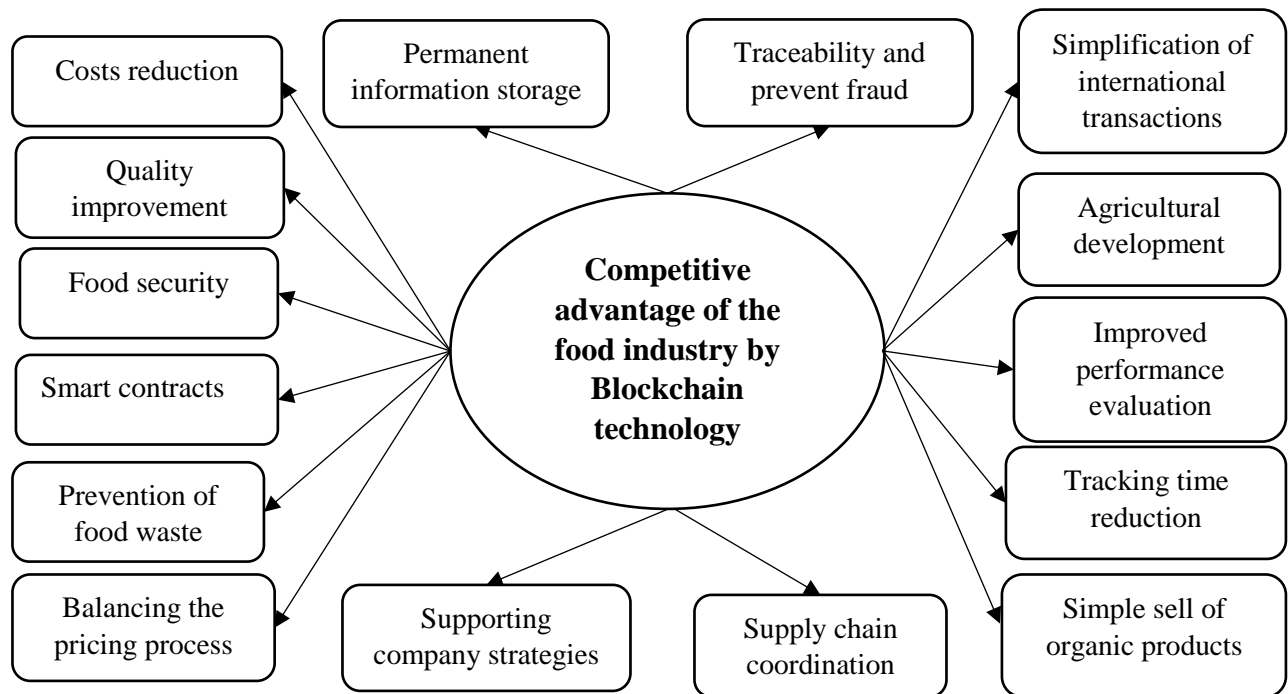 Costs reduction
Permanent
information storage
Traceability and
prevent fraud
Simplification of
international
transactions
Quality
improvement
Agricultural
development
Food security
Competitive
advantage of the
food industry by
Blockchain
technology
Improved
performance
evaluation
Smart contracts
Prevention of
food waste
Tracking time
reduction
Balancing the
pricing process
Supporting
company strategies
Supply chain
coordination
Simple sell of
organic products